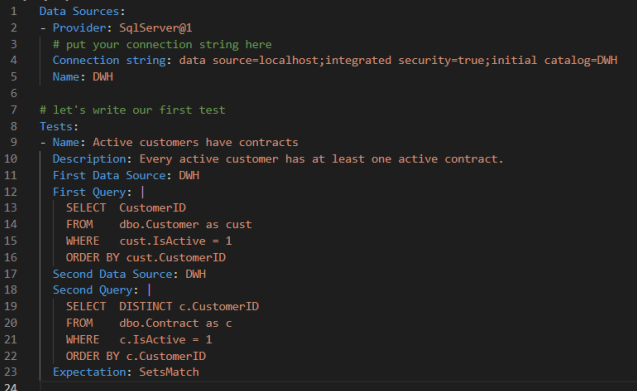 1 Data Sources:
2 - Provider: SqlServer@1
3 # put your connection string here
4 Connection string: data source=localhost;integrated security=true;initial catalog=DWH
5 Name: DWH
6
7 # let's write our first test
8 Tests:
9 - Name: Active customers have contracts
10 Description: Every active customer has at least one active contract.
11 First Data Source: DWH
12 First Query: |
13 SELECT CustomerID
14 FROM dbo.Customer as cust
15 WHERE cust.IsActive = 1
16 ORDER BY cust.CustomerID
17 Second Data Source: DWH
18 Second Query: |
19 SELECT DISTINCT c.CustomerID
20 FROM dbo.Contract as c
21 WHERE c.IsActive = 1
22 ORDER BY c.CustomerID
23 Expectation: SetsMatch
24